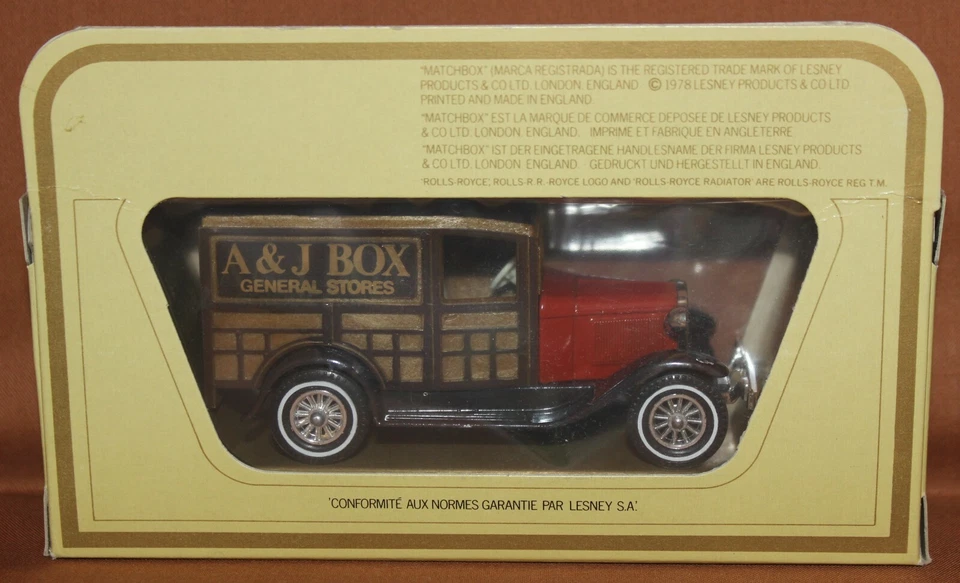 "MATCHBOX" (MARCA REGISTRADA) IS THE REGISTERED TRADE MARK OF LESNEY
PRODUCTS & CO LTD. LONDON. ENGLAND © 1978 LESNEY PRODUCTS & CO LTD
PRINTED AND MADE IN ENGLAND.
"MATCHBOX" EST LA MARQUE DE COMMERCE DEPOSEE DE LESNEY PRODUCTS
& CO LTD. LONDON. ENGLAND. IMPRIME ET FABRIQUE EN ANGLETERRE
"MATCHBOX" IST DER EINGETRAGENE HANDLESNAME DER FIRMA LESNEY PRODUCTS
& CO LTD. LONDON. ENGLAND GEDRUCKT UND HERGESTELLT IN ENGLAND.
'ROLLS-ROYCE', ROLLS-R.R.-ROYCE LOGO AND 'ROLLS-ROYCE RADIATOR' ARE ROLLS-ROYCE REG T.M.
A & J BOX
GENERAL STORES
'CONFORMITÉ AUX NORMES GARANTIE PAR LESNEY S.A.'